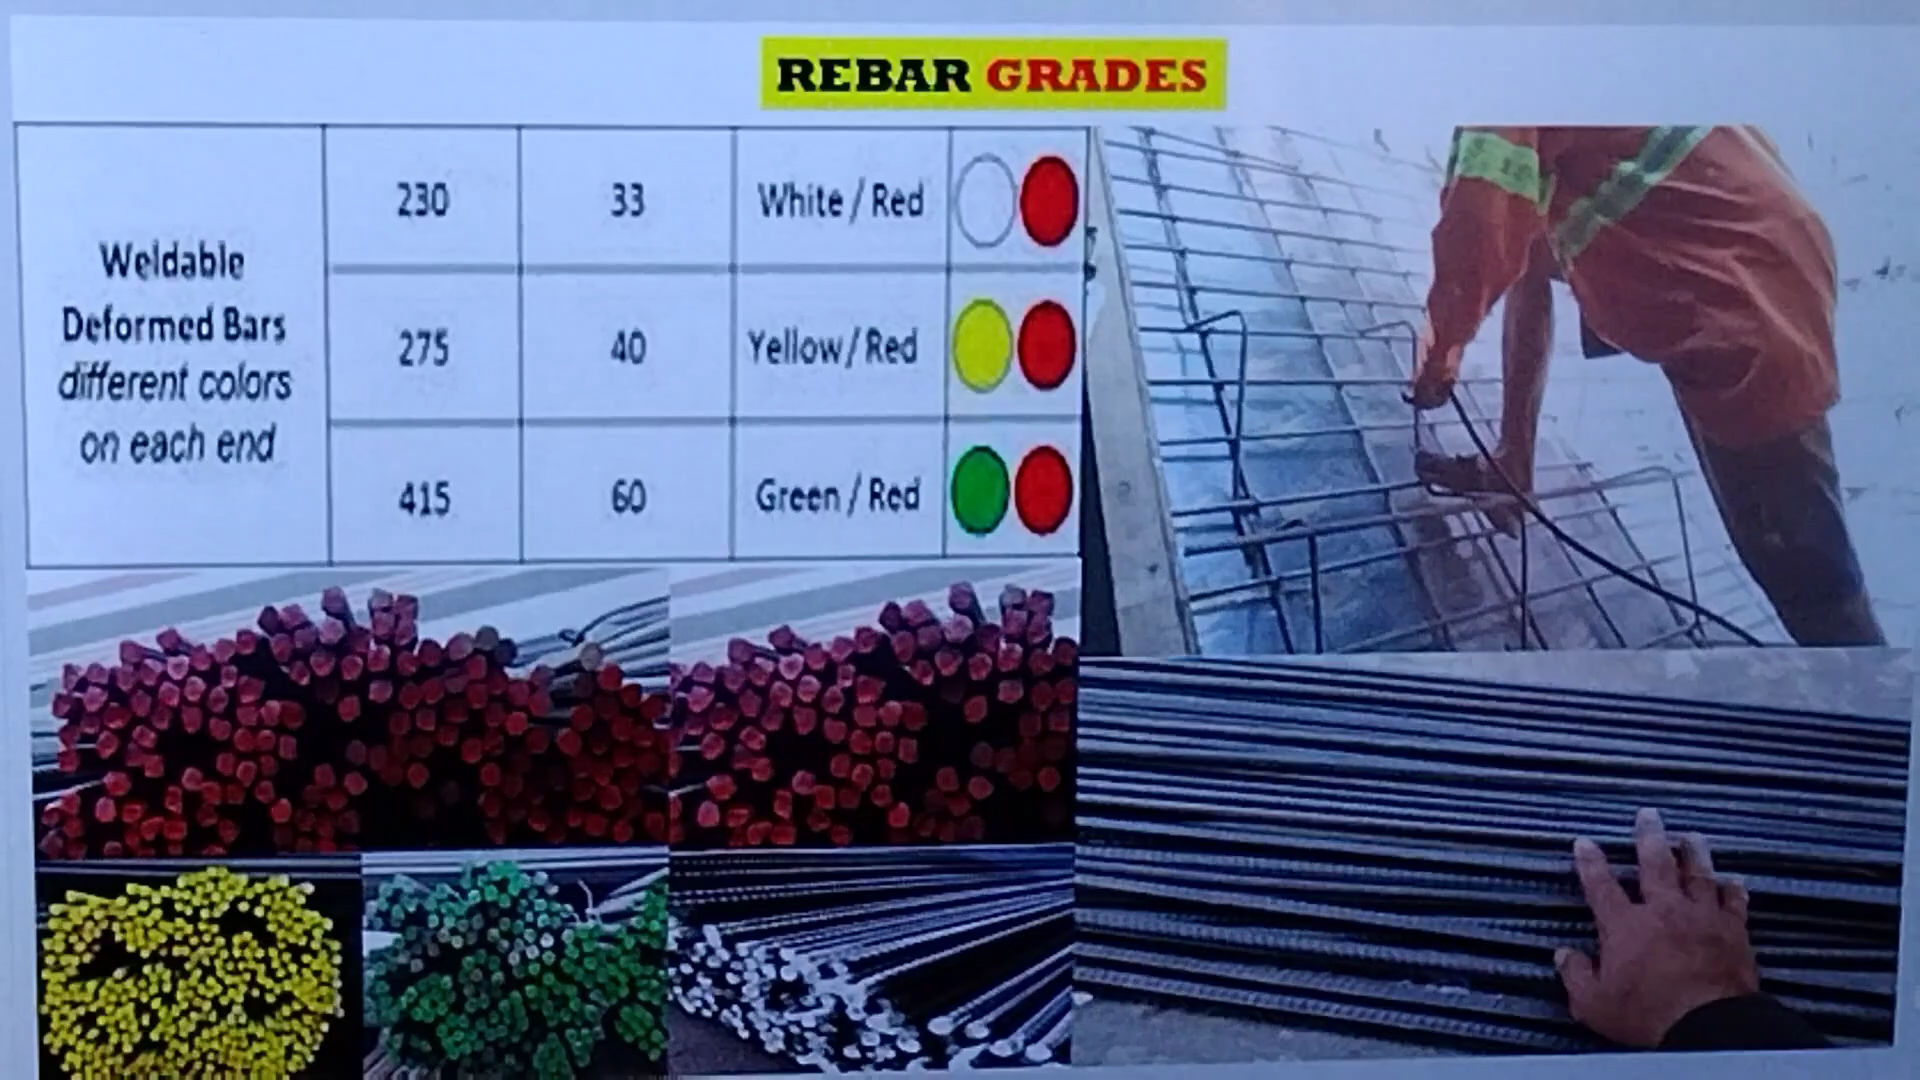 REBAR GRADES
Weldable
Deformed Bars
different colors
on each end
230 33 White / Red
275 40 Yellow / Red
415 60 Green / Red